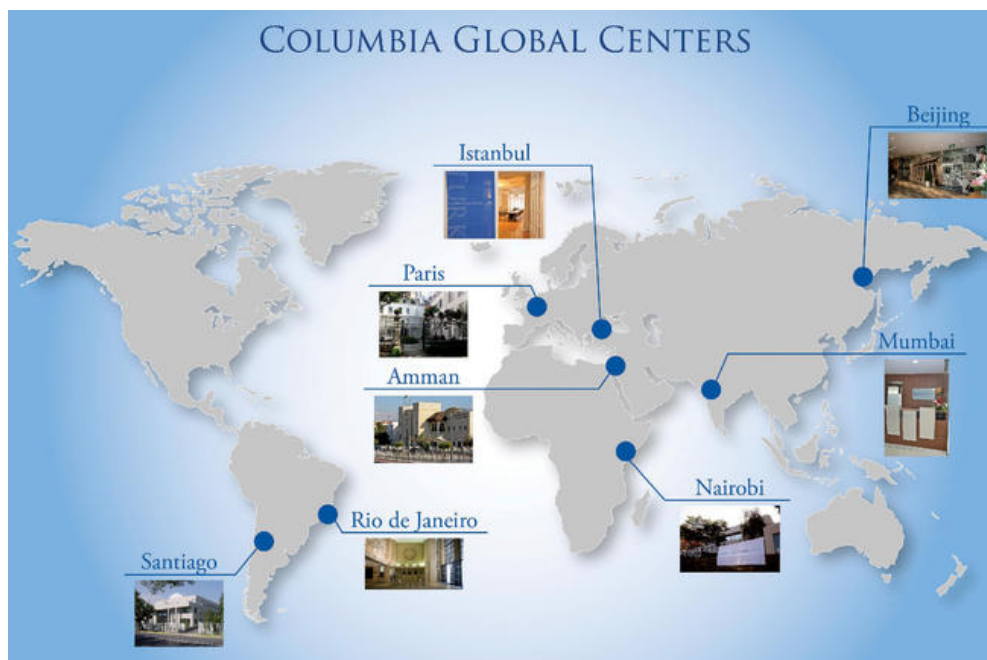 COLUMBIA GLOBAL CENTERS
Beijing
Istanbul
Paris
Mumbai
Amman
Nairobi
Rio de Janeiro
Santiago